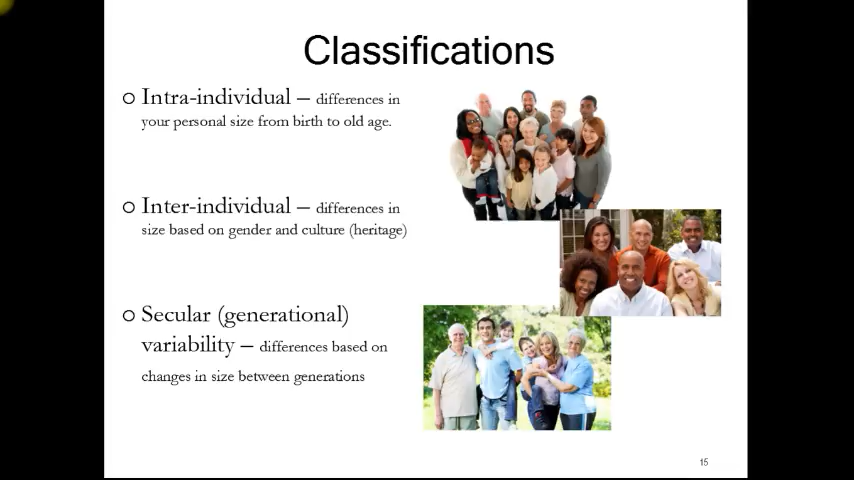 Classifications
o Intra-individual – differences in
your personal size from birth to old age.
o Inter-individual – differences in
size based on gender and culture (heritage)
o Secular (generational)
variability – differences based on
changes in size between generations
15